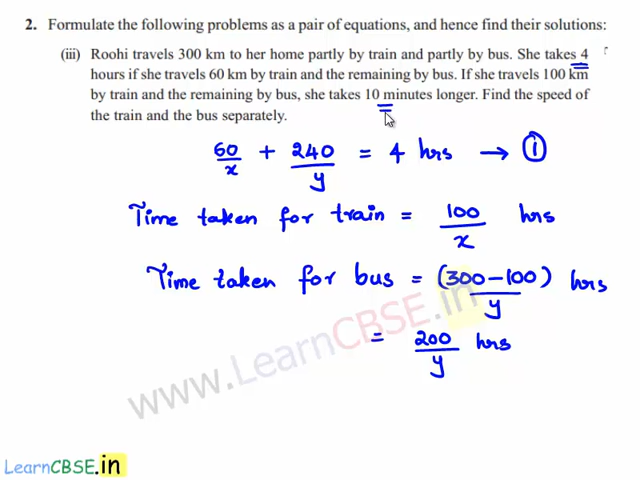 2. Formulate the following problems as a pair of equations, and hence find their solutions:
(iii) Roohi travels 300 km to her home partly by train and partly by bus. She takes 4
hours if she travels 60 km by train and the remaining by bus. If she travels 100 km
by train and the remaining by bus, she takes 10 minutes longer. Find the speed of
the train and the bus separately.
60/x + 240/y = 4 hrs → ①
Time taken for train = 100/x hrs
Time taken for bus = (300-100)/y hrs
= 200/y hrs
www.LearnCBSE.in
LearnCBSE.in